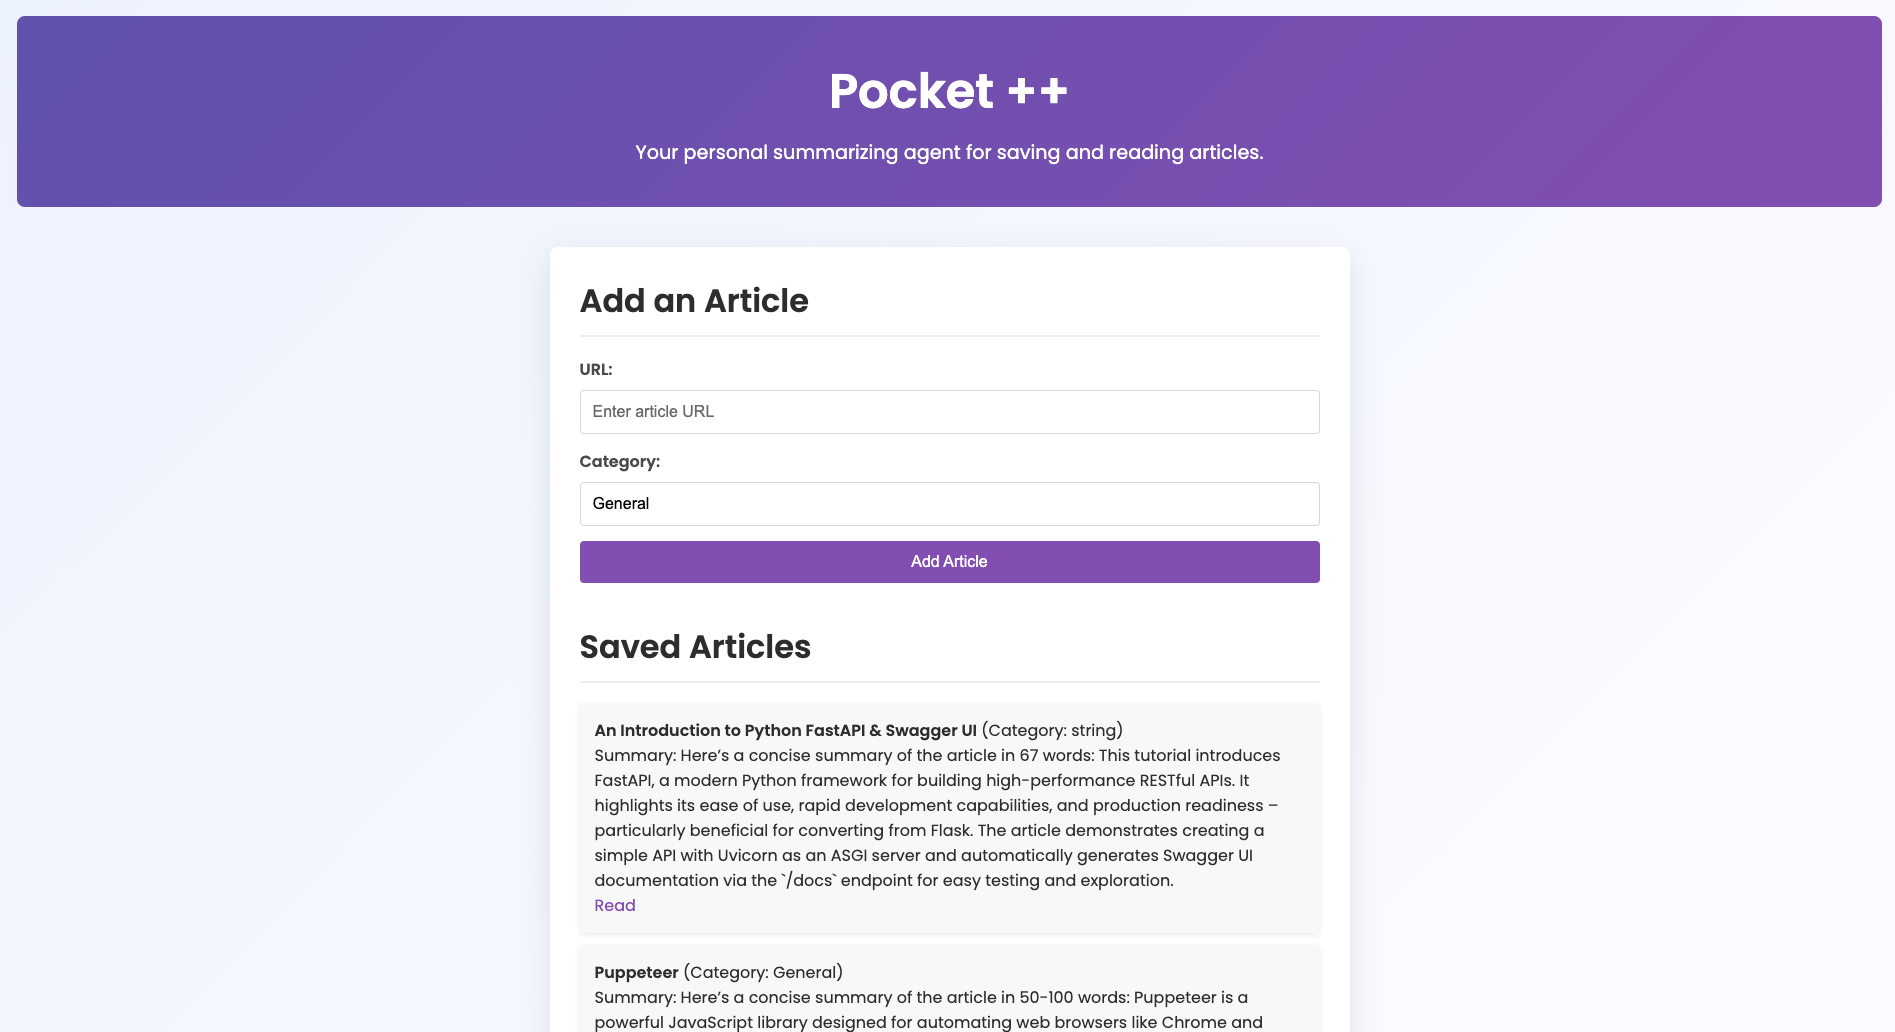 Pocket ++
Your personal summarizing agent for saving and reading articles.
Add an Article
URL:
Enter article URL
Category:
General
Add Article
Saved Articles
An Introduction to Python FastAPI & Swagger UI (Category: string)
Summary: Here’s a concise summary of the article in 67 words: This tutorial introduces
FastAPI, a modern Python framework for building high-performance RESTful APIs. It
highlights its ease of use, rapid development capabilities, and production readiness –
particularly beneficial for converting from Flask. The article demonstrates creating a
simple API with Uvicorn as an ASGI server and automatically generates Swagger UI
documentation via the `/docs` endpoint for easy testing and exploration.
Read
Puppeteer (Category: General)
Summary: Here’s a concise summary of the article in 50-100 words: Puppeteer is a
powerful JavaScript library designed for automating web browsers like Chrome and